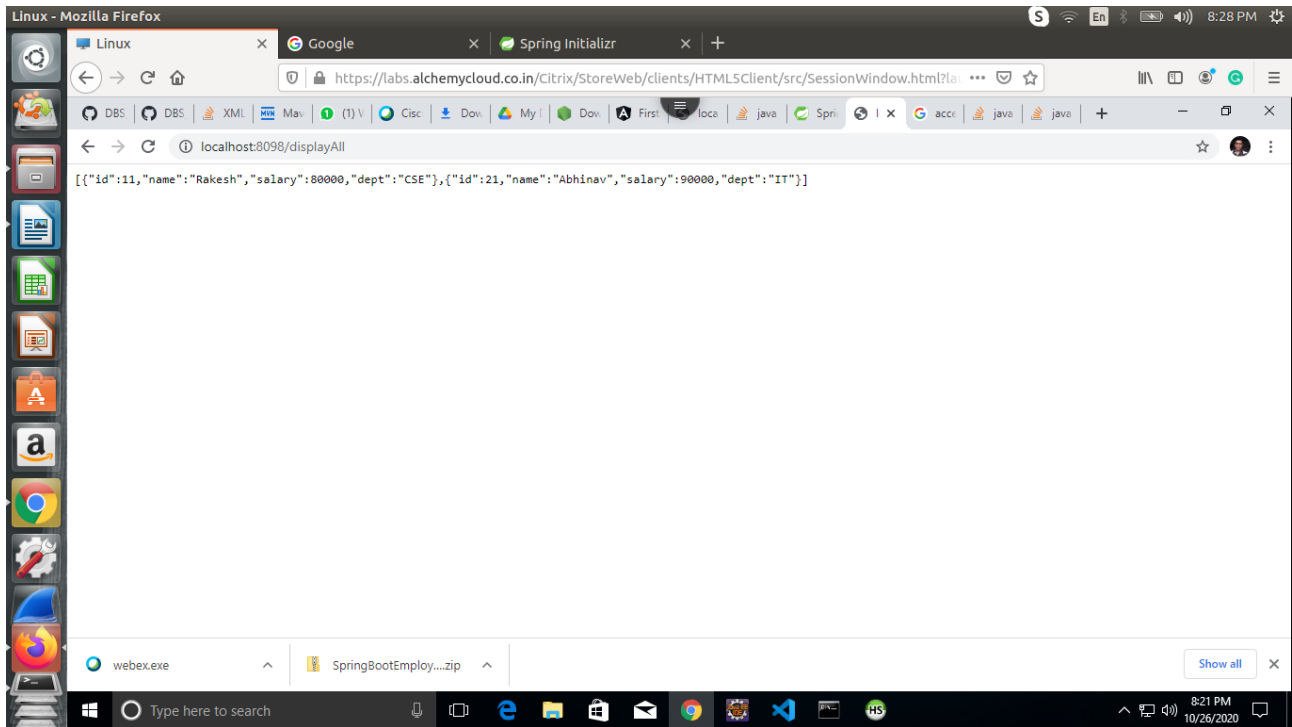 Linux - Mozilla Firefox
S En 8:28 PM
Linux Google Spring Initializr
https://labs.alchemycloud.co.in/Citrix/StoreWeb/clients/HTML5Client/src/SessionWindow.html?la
DBS DBS XML Mav (1) Cisc Dow My Dow First loca java Spri acce java java
localhost:8098/displayAll
[{"id":11,"name":"Rakesh","salary":80000,"dept":"CSE"},{"id":21,"name":"Abhinav","salary":90000,"dept":"IT"}]
webex.exe SpringBootEmploy....zip Show all
Type here to search HS 8:21 PM
10/26/2020